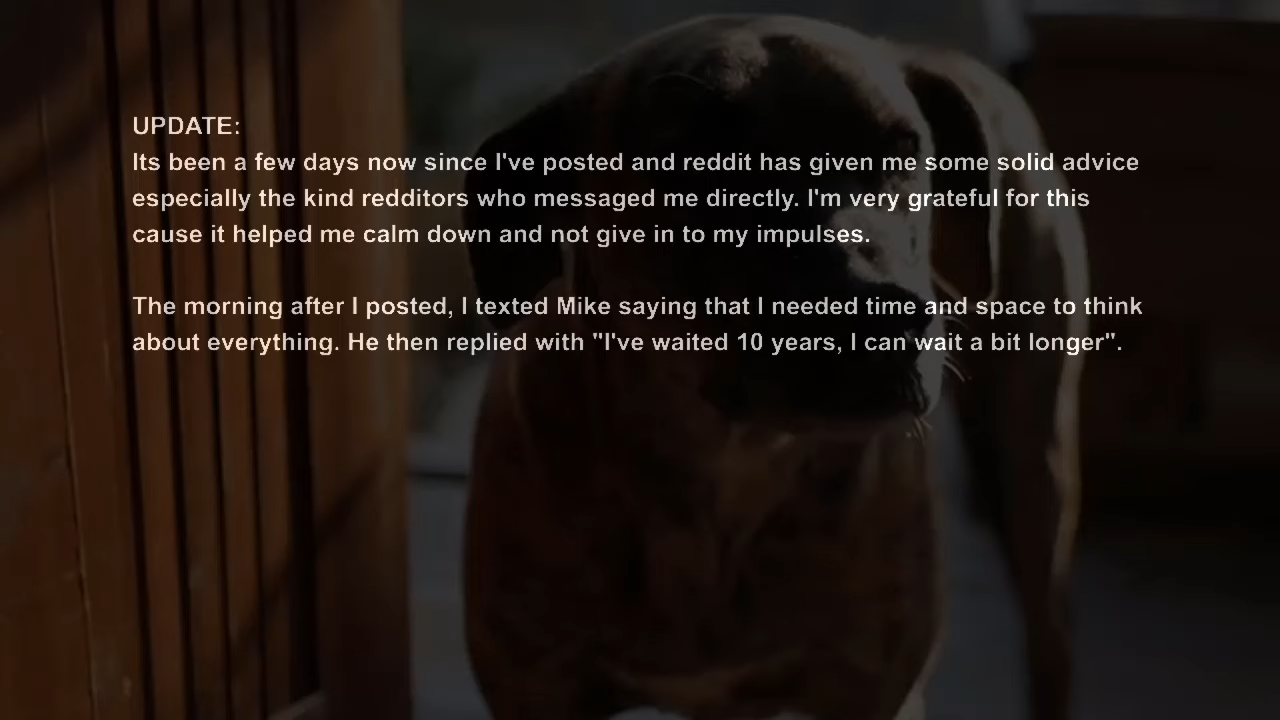 UPDATE:
Its been a few days now since I've posted and reddit has given me some solid advice
especially the kind redditors who messaged me directly. I'm very grateful for this
cause it helped me calm down and not give in to my impulses.
The morning after I posted, I texted Mike saying that I needed time and space to think
about everything. He then replied with "I've waited 10 years, I can wait a bit longer".